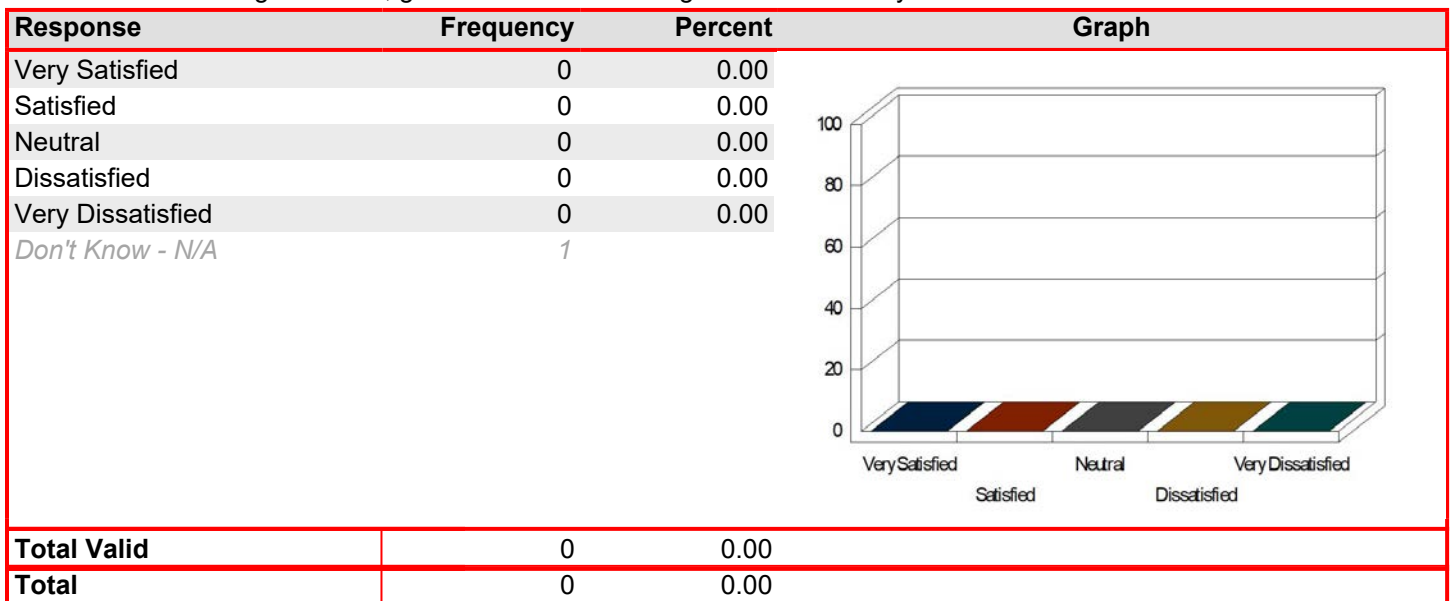 Response Frequency Percent Graph
Very Satisfied 0 0.00
Satisfied 0 0.00
Neutral 0 0.00
Dissatisfied 0 0.00
Very Dissatisfied 0 0.00
Don't Know - N/A 1
100
80
60
40
20
0
Very Satisfied Neutral Very Dissatisfied
Satisfied Dissatisfied
Total Valid 0 0.00
Total 0 0.00